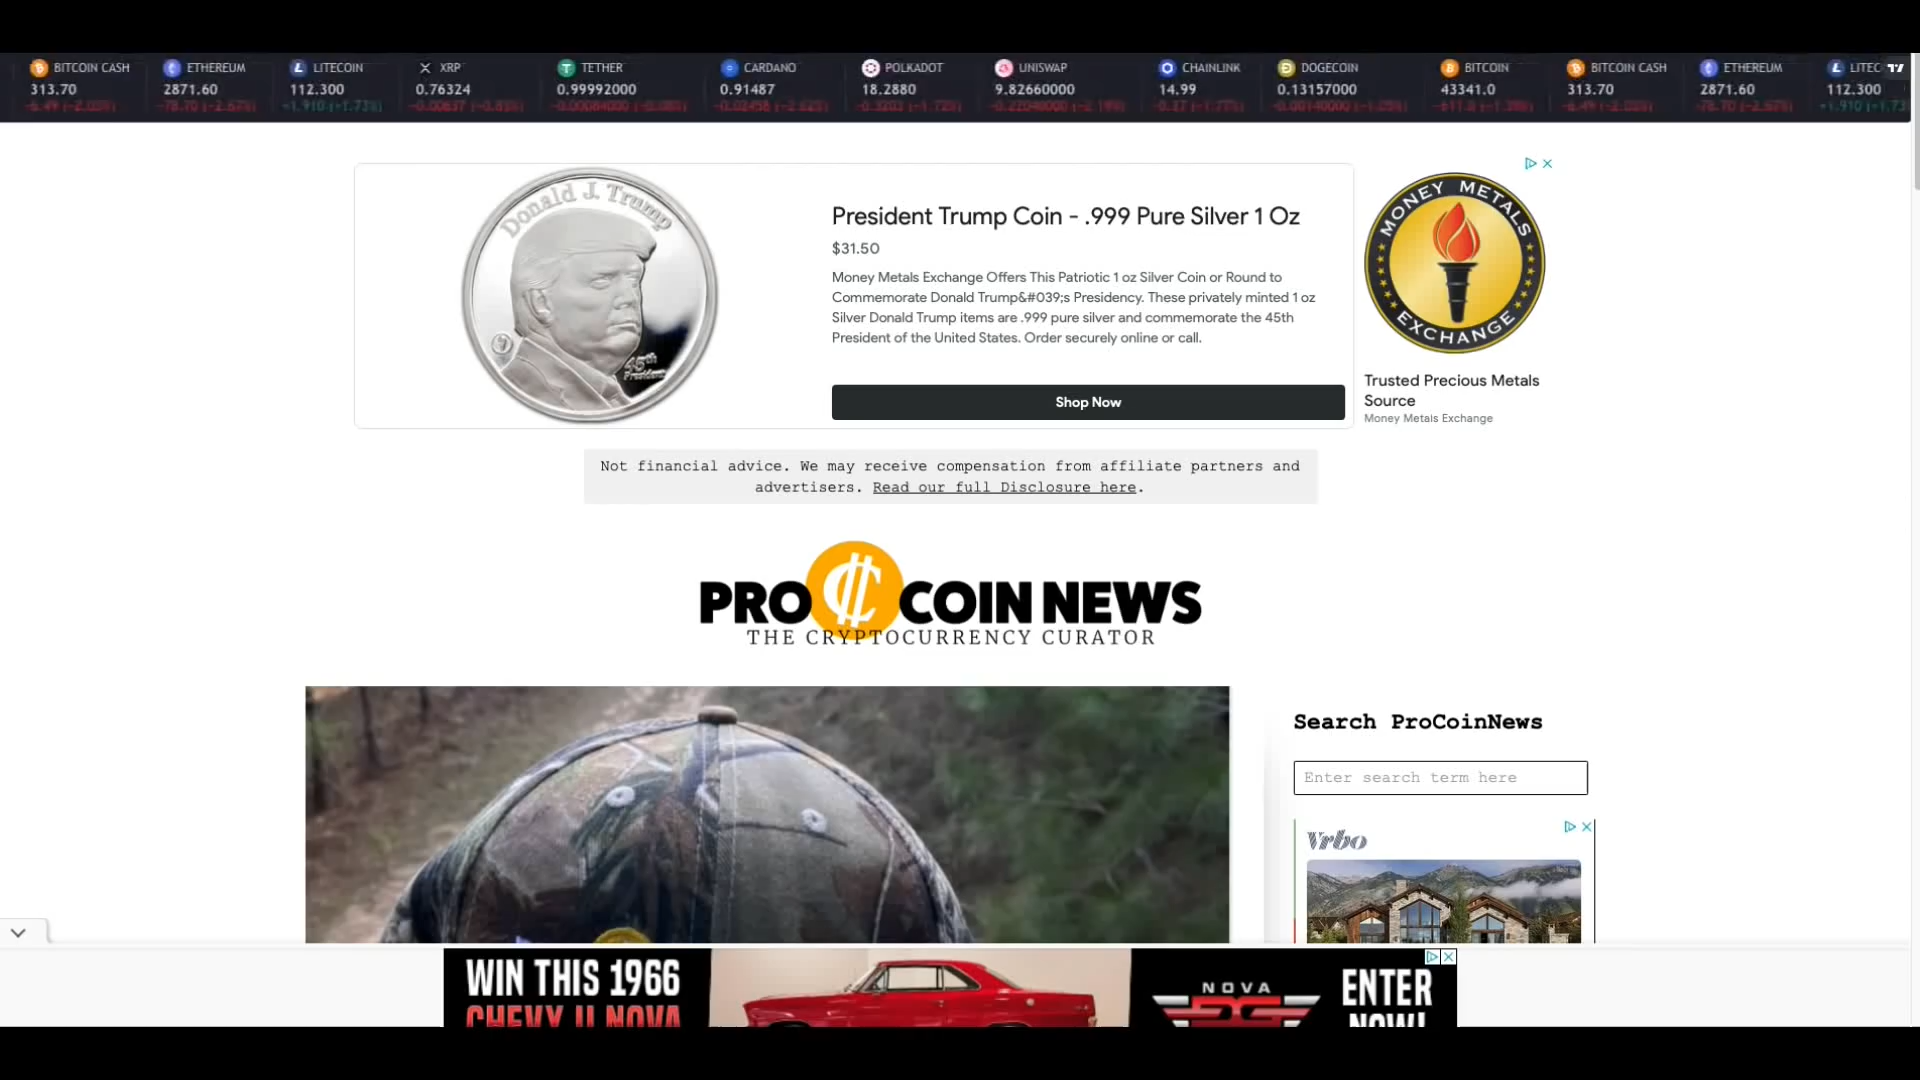 BITCOIN CASH ETHEREUM LITECOIN XRP TETHER CARDANO POLKADOT UNISWAP CHAINLINK DOGECOIN BITCOIN BITCOIN CASH ETHEREUM LITEC
313.70 2871.60 112.300 0.76324 0.99992000 0.91487 18.2880 9.82660000 14.99 0.13157000 43341.0 313.70 2871.60 112.300
Donald J. Trump
45th
President
President Trump Coin - .999 Pure Silver 1 Oz
$31.50
Money Metals Exchange Offers This Patriotic 1 oz Silver Coin or Round to
Commemorate Donald Trump&#039;s Presidency. These privately minted 1 oz
Silver Donald Trump items are .999 pure silver and commemorate the 45th
President of the United States. Order securely online or call.
Shop Now
MONEY METALS
EXCHANGE
Trusted Precious Metals
Source
Money Metals Exchange
Not financial advice. We may receive compensation from affiliate partners and
advertisers. Read our full Disclosure here.
PRO COIN NEWS
THE CRYPTOCURRENCY CURATOR
Search ProCoinNews
Enter search term here
Vrbo
WIN THIS 1966
CHEVY II NOVA
NOVA
ENTER
NOW!